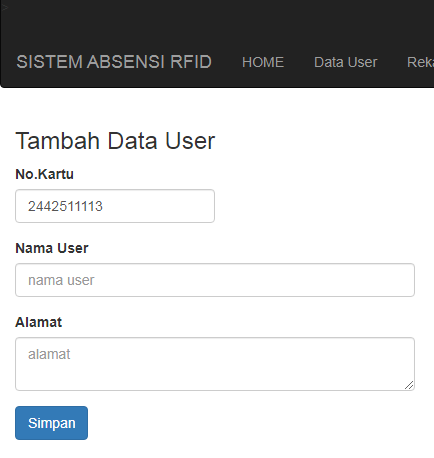 >
SISTEM ABSENSI RFID HOME Data User Reka
Tambah Data User
No.Kartu
2442511113
Nama User
nama user
Alamat
alamat
Simpan